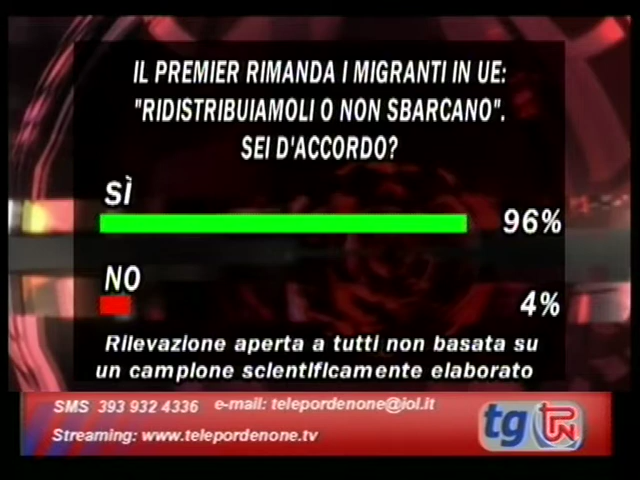 IL PREMIER RIMANDA I MIGRANTI IN UE:
"RIDISTRIBUIAMOLI O NON SBARCANO".
SEI D'ACCORDO?
SÌ
96%
NO
4%
Rilevazione aperta a tutti non basata su
un campione scientificamente elaborato
SMS 393 932 4336 e-mail: telepordenone@iol.it
Streaming: www.telepordenone.tv
tg TPN